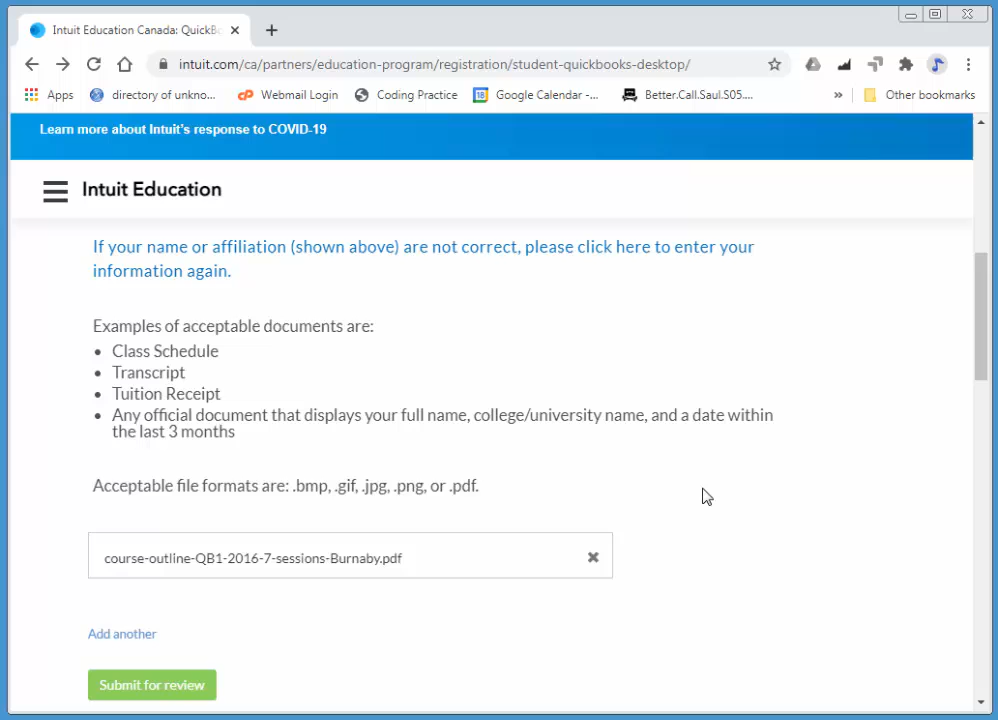 Intuit Education Canada: QuickB
intuit.com/ca/partners/education-program/registration/student-quickbooks-desktop/
Apps directory of unkno... Webmail Login Coding Practice Google Calendar -... Better.Call.Saul.S05.... » Other bookmarks
Learn more about Intuit's response to COVID-19
Intuit Education
If your name or affiliation (shown above) are not correct, please click here to enter your
information again.
Examples of acceptable documents are:
• Class Schedule
• Transcript
• Tuition Receipt
• Any official document that displays your full name, college/university name, and a date within
the last 3 months
Acceptable file formats are: .bmp, .gif, .jpg, .png, or .pdf.
course-outline-QB1-2016-7-sessions-Burnaby.pdf
Add another
Submit for review